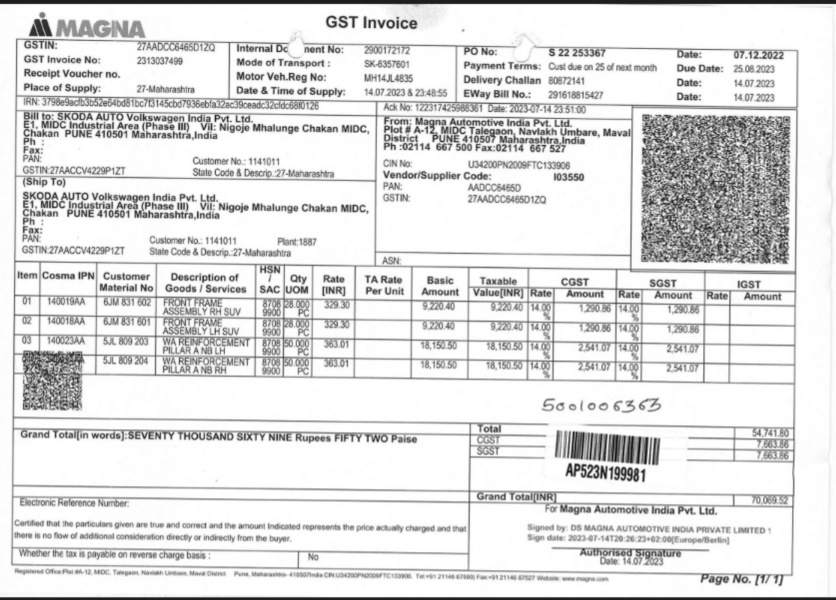 MAGNA
GST Invoice
GSTIN: 27AADCC6465D1ZQ
GST Invoice No: 2313037499
Receipt Voucher no.
Place of Supply: 27-Maharashtra
Internal Do ment No: 2900172172
Mode of Transport : SK-6357601
Motor Veh.Reg No: MH14JL4835
Date & Time of Supply: 14.07.2023 & 23:48:55
PO No: S 22 253367 Date: 07.12.2022
Payment Terms: Cust due on 25 of next month Due Date: 25.08.2023
Delivery Challan 80872141 Date: 14.07.2023
EWay Bill No.: 291618815427 Date: 14.07.2023
IRN: 3798e9acfb3b52e64bd81bc7f3145cbd7936ebfa32ac39ceadc32cfdc68f0126
Ack No: 122317425988361 Date: 2023-07-14 23:51:00
Bill to: SKODA AUTO Volkswagen India Pvt. Ltd.
E1, MIDC Industrial Area (Phase III) Vil: Nigoje Mhalunge Chakan MIDC,
Chakan PUNE 410501 Maharashtra,India
Ph :
Fax:
PAN: Customer No.: 1141011
GSTIN:27AACCV4229P1ZT State Code & Descrip.:27-Maharashtra
(Ship To)
SKODA AUTO Volkswagen India Pvt. Ltd.
E1, MIDC Industrial Area (Phase III) Vil: Nigoje Mhalunge Chakan MIDC,
Chakan PUNE 410501 Maharashtra,India
Ph :
Fax:
PAN: Customer No.: 1141011 Plant:1887
GSTIN:27AACCV4229P1ZT State Code & Descrip.:27-Maharashtra
From: Magna Automotive India Pvt. Ltd.
Plot # A-12, MIDC Talegaon, Navlakh Umbare, Maval
District PUNE 410507 Maharashtra,India
Ph :02114 667 500 Fax:02114 667 527
CIN No: U34200PN2009FTC133906
Vendor/Supplier Code: I03550
PAN: AADCC6465D
GSTIN: 27AADCC6465D1ZQ
ASN:
Item Cosma IPN Customer Material No Description of Goods / Services HSN / SAC Qty UOM Rate [INR] TA Rate Per Unit Basic Amount Taxable Value[INR] CGST Rate Amount SGST Rate Amount IGST Rate Amount
01 140019AA 6JM 831 602 FRONT FRAME ASSEMBLY RH SUV 8708 9900 28.000 PC 329.30 9,220.40 9,220.40 14.00 % 1,290.86 14.00 % 1,290.86
02 140018AA 6JM 831 601 FRONT FRAME ASSEMBLY LH SUV 8708 9900 28.000 PC 329.30 9,220.40 9,220.40 14.00 % 1,290.86 14.00 % 1,290.86
03 140023AA 5JL 809 203 WA REINFORCEMENT PILLAR A NB LH 8708 9900 50.000 PC 363.01 18,150.50 18,150.50 14.00 % 2,541.07 14.00 % 2,541.07
5JL 809 204 WA REINFORCEMENT PILLAR A NB RH 8708 9900 50.000 PC 363.01 18,150.50 18,150.50 14.00 % 2,541.07 14.00 % 2,541.07
5001006363
Grand Total[in words]:SEVENTY THOUSAND SIXTY NINE Rupees FIFTY TWO Paise
Total 54,741.80
CGST 7,663.86
SGST 7,663.86
AP523N199981
Grand Total[INR] 70,069.52
Electronic Reference Number:
Certified that the particulars given are true and correct and the amount Indicated represents the price actually charged and that
there is no flow of additional consideration directly or indirectly from the buyer.
Whether the tax is payable on reverse charge basis : No
For Magna Automotive India Pvt. Ltd.
Signed by: DS MAGNA AUTOMOTIVE INDIA PRIVATE LIMITED 1
Sign date: 2023-07-14T20:26:23+02:00[Europe/Berlin]
Authorised Signature
Date: 14.07.2023
Registered Office:Plot #A-12, MIDC, Talegaon, Navlakh Umbare, Maval District Pune, Maharashtra- 410507India CIN:U34200PN2009FTC133906, Tel:+91 21146 67500| Fax:+91 21146 67527 Website: www.magna.com
Page No. [1/ 1]